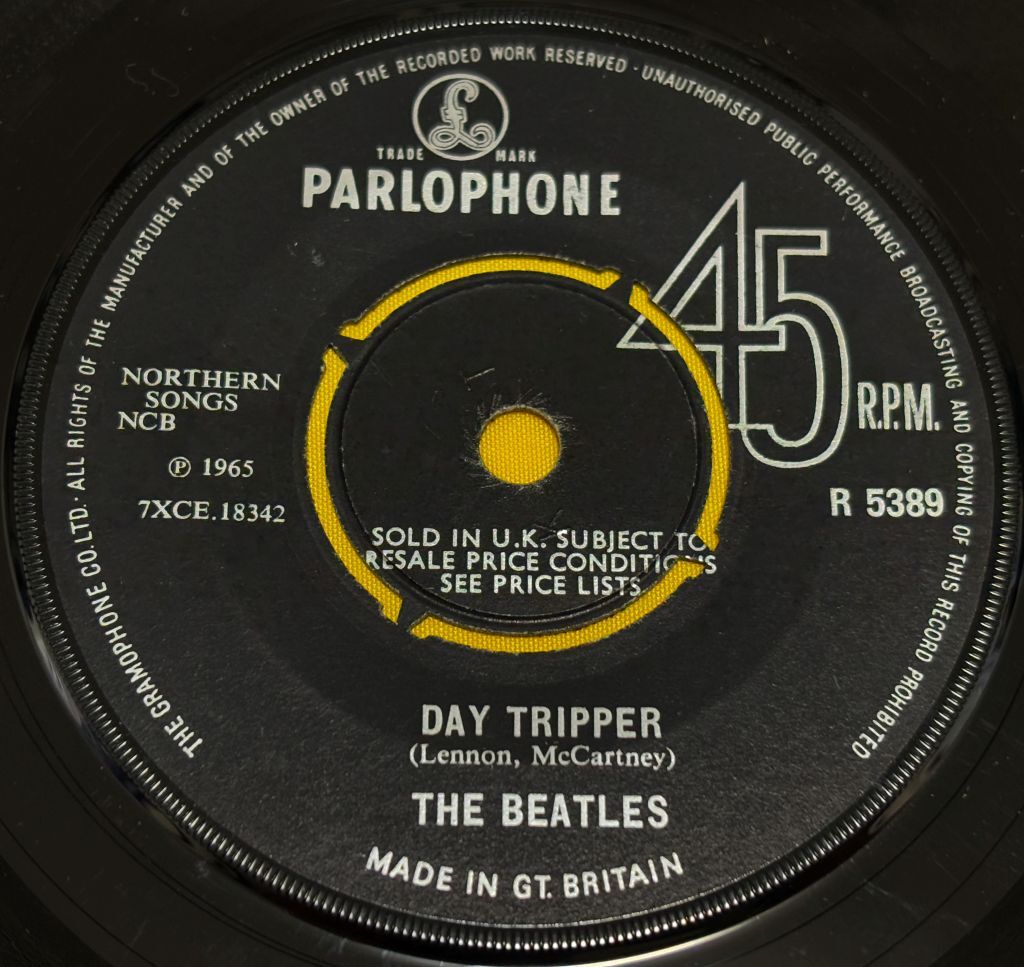 THE GRAMOPHONE CO.LTD. · ALL RIGHTS OF THE MANUFACTURER AND OF THE OWNER OF THE RECORDED WORK RESERVED · UNAUTHORISED PUBLIC PERFORMANCE BROADCASTING AND COPYING OF THIS RECORD PROHIBITED
£
TRADE MARK
PARLOPHONE
45
R.P.M.
NORTHERN
SONGS
NCB
℗ 1965
7XCE.18342
R 5389
SOLD IN U.K. SUBJECT TO
RESALE PRICE CONDITIONS
SEE PRICE LISTS
DAY TRIPPER
(Lennon, McCartney)
THE BEATLES
MADE IN GT. BRITAIN